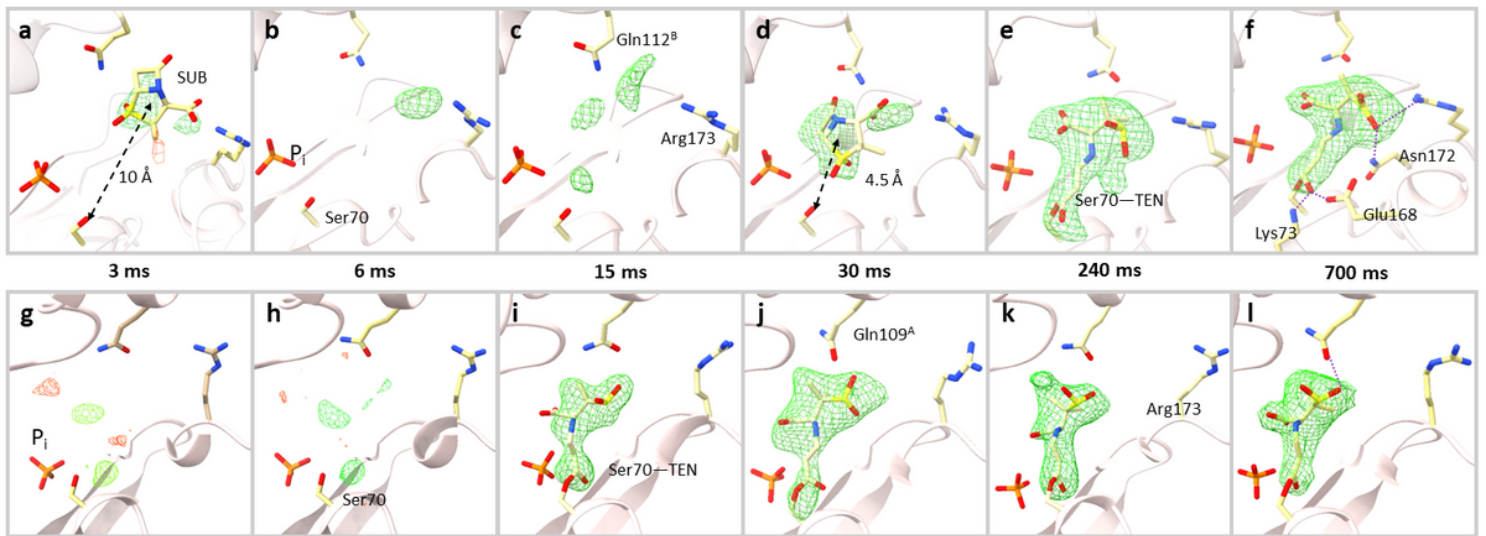 a
SUB
10 Å
b
Pi
Ser70
c
Gln112B
Arg173
d
4.5 Å
e
Ser70—TEN
f
Asn172
Glu168
Lys73
3 ms
6 ms
15 ms
30 ms
240 ms
700 ms
g
Pi
h
Ser70
i
Ser70—TEN
j
Gln109A
k
Arg173
l